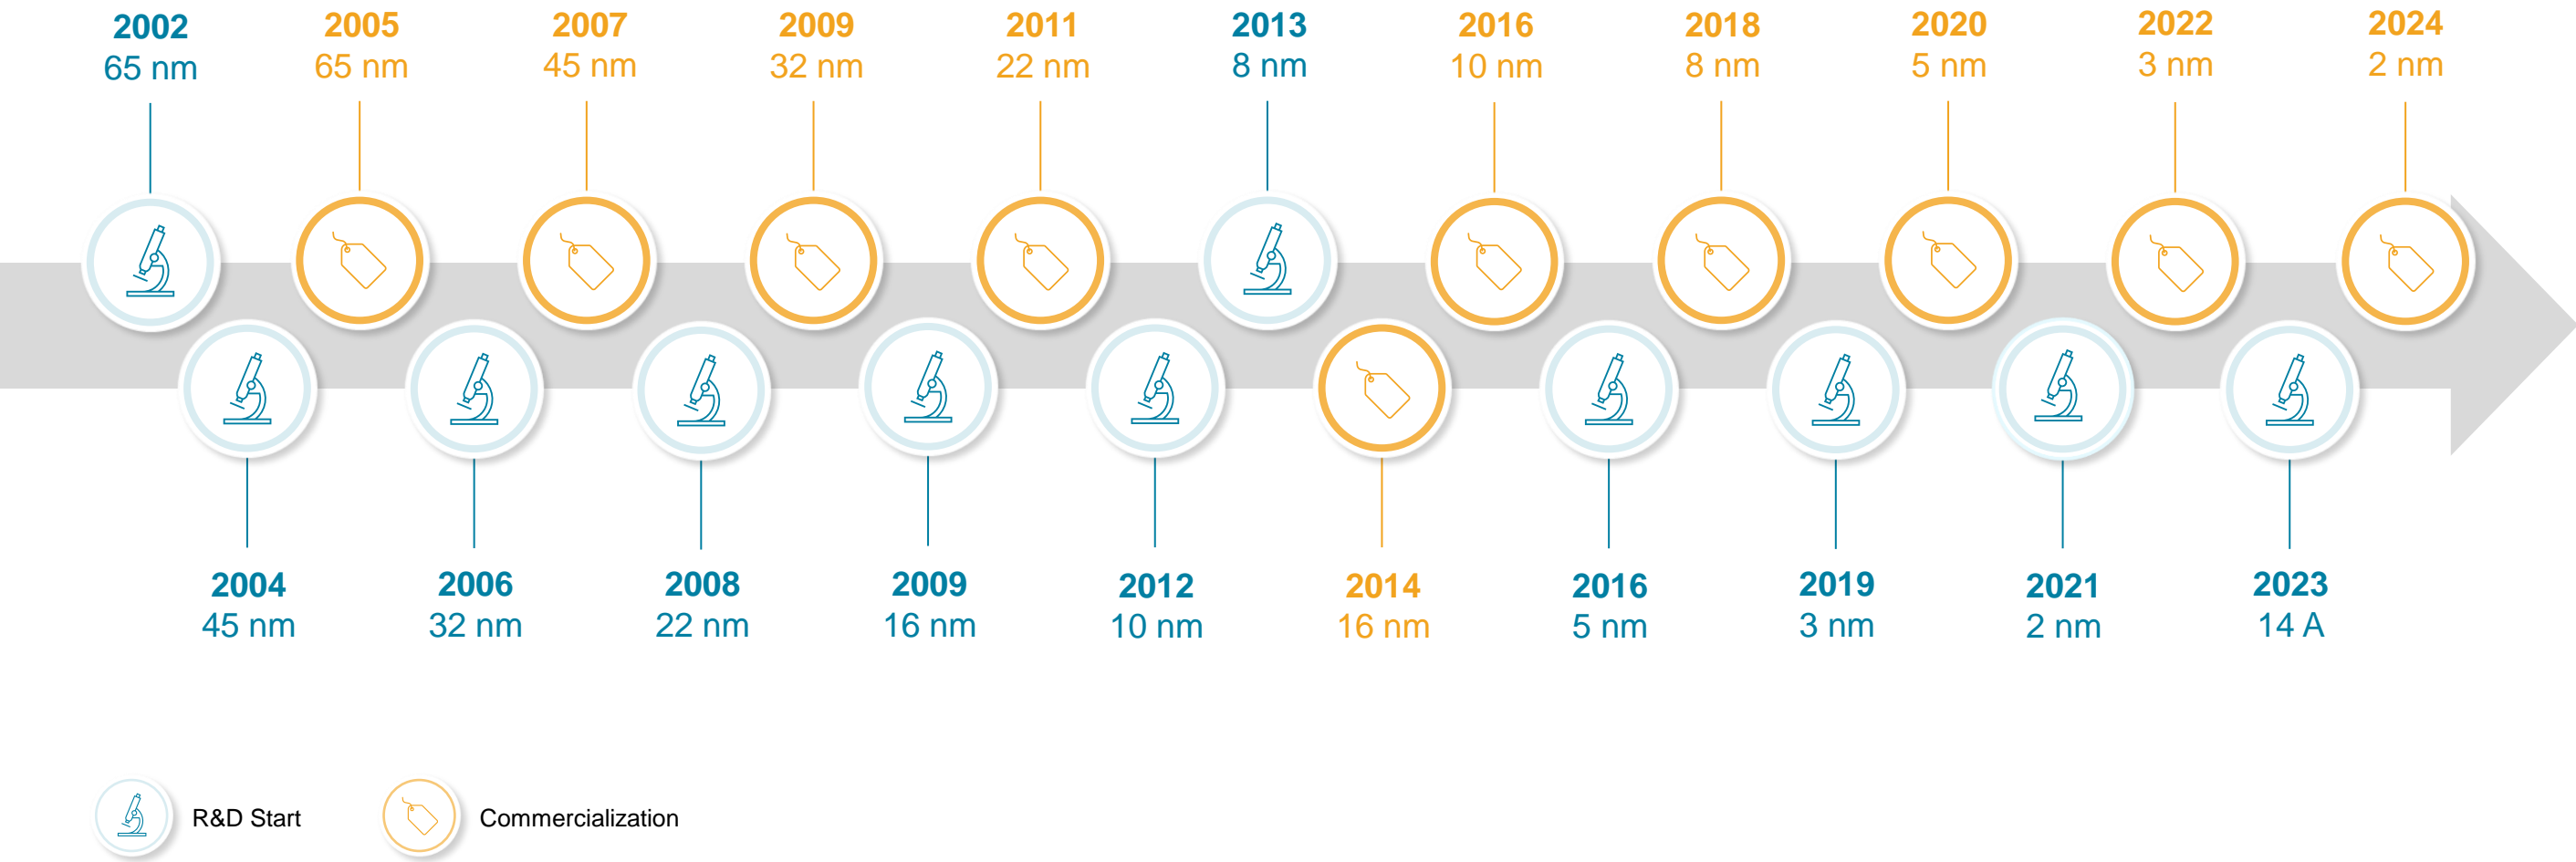 2002
65 nm
2005
65 nm
2007
45 nm
2009
32 nm
2011
22 nm
2013
8 nm
2016
10 nm
2018
8 nm
2020
5 nm
2022
3 nm
2024
2 nm
2004
45 nm
2006
32 nm
2008
22 nm
2009
16 nm
2012
10 nm
2014
16 nm
2016
5 nm
2019
3 nm
2021
2 nm
2023
14 A
R&D Start
Commercialization